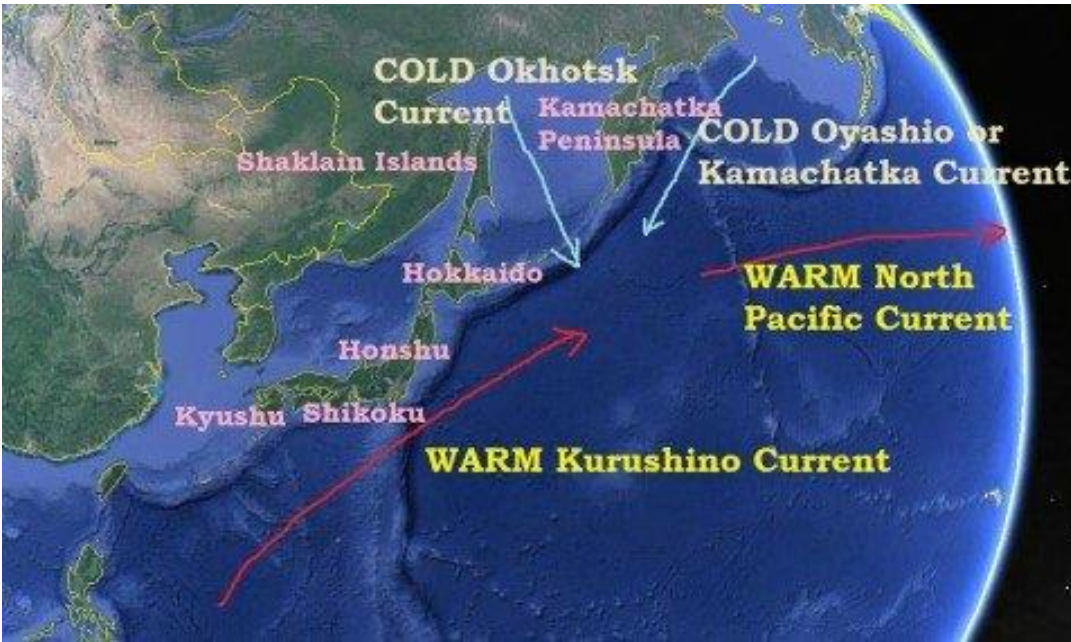 COLD Okhotsk
Current
Kamachatka
Peninsula
COLD Oyashio or
Kamachatka Current
Shaklain Islands
Hokkaido
WARM North
Pacific Current
Honshu
Kyushu
Shikoku
WARM Kurushino Current